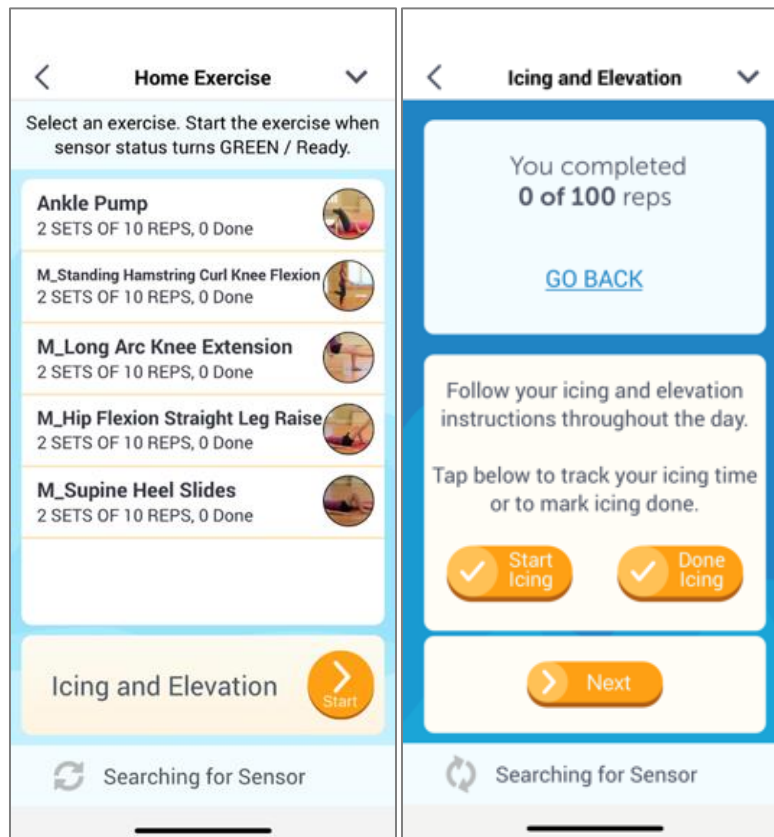 Home Exercise
Select an exercise. Start the exercise when
sensor status turns GREEN / Ready.
Ankle Pump
2 SETS OF 10 REPS, 0 Done
M_Standing Hamstring Curl Knee Flexion
2 SETS OF 10 REPS, 0 Done
M_Long Arc Knee Extension
2 SETS OF 10 REPS, 0 Done
M_Hip Flexion Straight Leg Raise
2 SETS OF 10 REPS, 0 Done
M_Supine Heel Slides
2 SETS OF 10 REPS, 0 Done
Icing and Elevation
Start
Searching for Sensor
Icing and Elevation
You completed
0 of 100 reps
GO BACK
Follow your icing and elevation
instructions throughout the day.
Tap below to track your icing time
or to mark icing done.
Start
Icing
Done
Icing
Next
Searching for Sensor